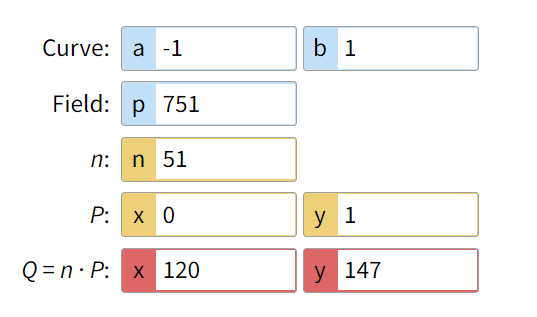 Curve: a -1 b 1
Field: p 751
n: n 51
P: x 0 y 1
Q = n · P: x 120 y 147